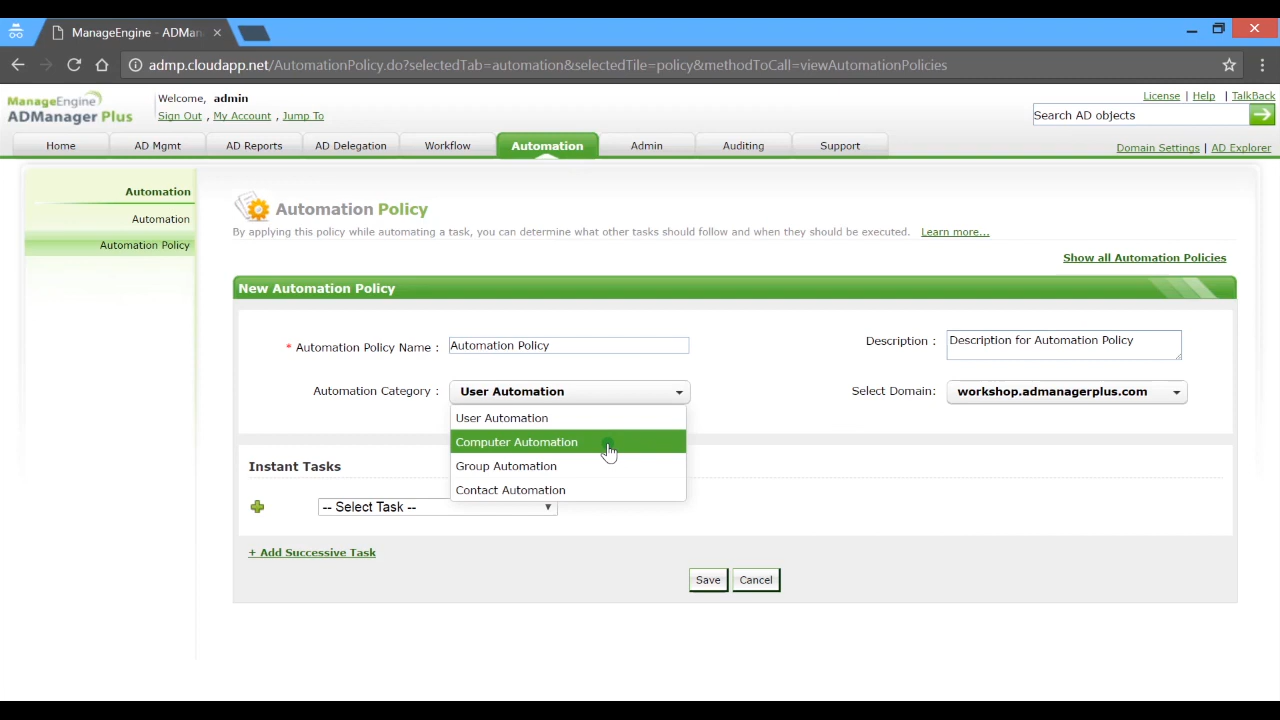 ManageEngine - ADMan
admp.cloudapp.net/AutomationPolicy.do?selectedTab=automation&selectedTile=policy&methodToCall=viewAutomationPolicies
ManageEngine
ADManager Plus
Welcome, admin
Sign Out , My Account , Jump To
License | Help | TalkBack
Search AD objects
Home AD Mgmt AD Reports AD Delegation Workflow Automation Admin Auditing Support
Domain Settings | AD Explorer
Automation
Automation
Automation Policy
Automation Policy
By applying this policy while automating a task, you can determine what other tasks should follow and when they should be executed. Learn more...
Show all Automation Policies
New Automation Policy
* Automation Policy Name : Automation Policy
Description : Description for Automation Policy
Automation Category : User Automation
Select Domain: workshop.admanagerplus.com
User Automation
Computer Automation
Group Automation
Contact Automation
Instant Tasks
-- Select Task --
+ Add Successive Task
Save Cancel